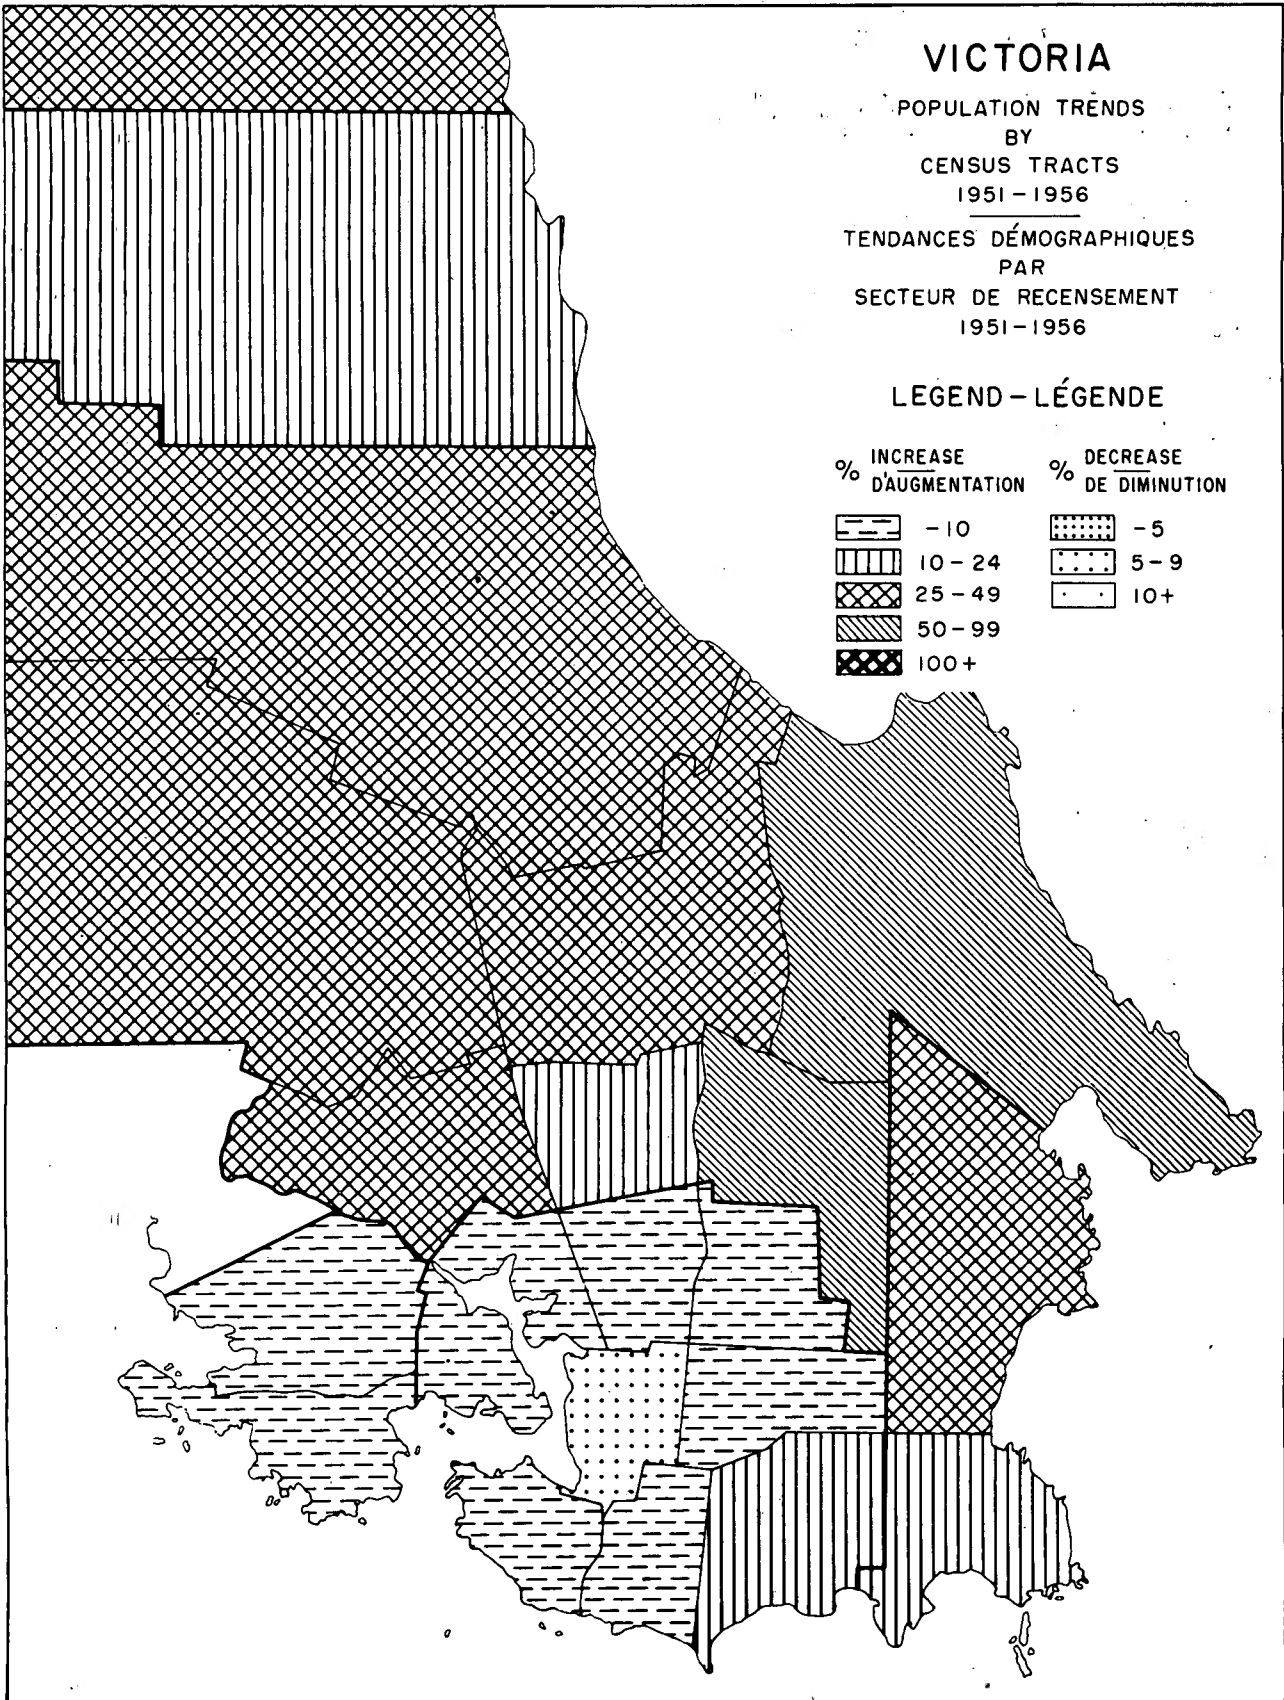 VICTORIA
POPULATION TRENDS
BY
CENSUS TRACTS
1951-1956
TENDANCES DÉMOGRAPHIQUES
PAR
SECTEUR DE RECENSEMENT
1951-1956
LEGEND-LÉGENDE
% INCREASE
D'AUGMENTATION
% DECREASE
DE DIMINUTION
-10
10-24
25-49
50-99
100+
-5
5-9
10+